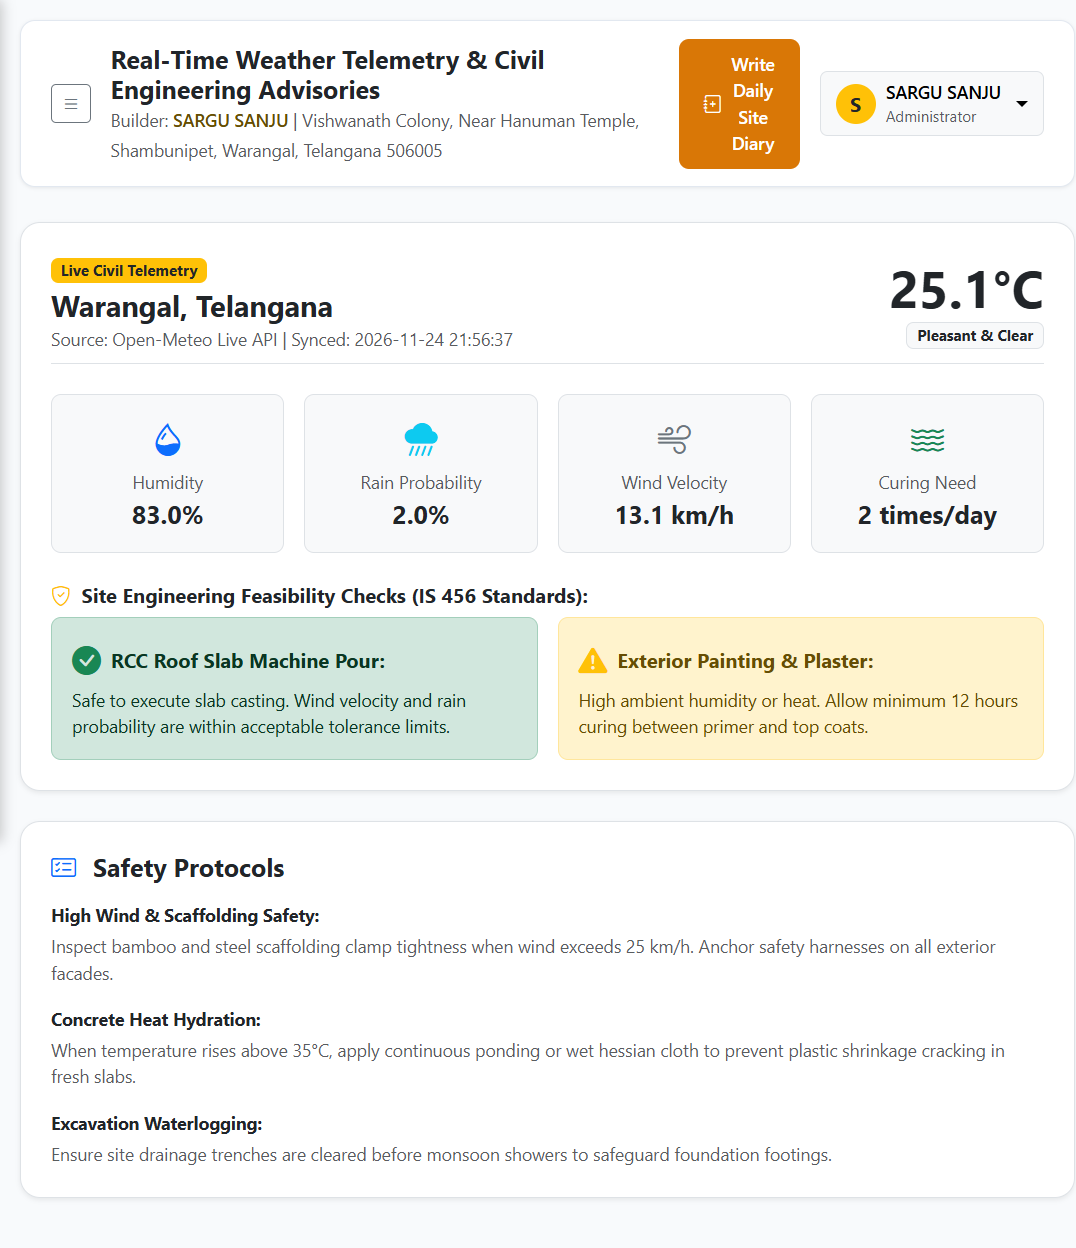 Real-Time Weather Telemetry & Civil
Engineering Advisories
Builder: SARGU SANJU | Vishwanath Colony, Near Hanuman Temple,
Shambunipet, Warangal, Telangana 506005
Write
Daily
Site
Diary
S
SARGU SANJU
Administrator
Live Civil Telemetry
Warangal, Telangana
Source: Open-Meteo Live API | Synced: 2026-11-24 21:56:37
25.1°C
Pleasant & Clear
Humidity
83.0%
Rain Probability
2.0%
Wind Velocity
13.1 km/h
Curing Need
2 times/day
Site Engineering Feasibility Checks (IS 456 Standards):
RCC Roof Slab Machine Pour:
Safe to execute slab casting. Wind velocity and rain
probability are within acceptable tolerance limits.
Exterior Painting & Plaster:
High ambient humidity or heat. Allow minimum 12 hours
curing between primer and top coats.
Safety Protocols
High Wind & Scaffolding Safety:
Inspect bamboo and steel scaffolding clamp tightness when wind exceeds 25 km/h. Anchor safety harnesses on all exterior
facades.
Concrete Heat Hydration:
When temperature rises above 35°C, apply continuous ponding or wet hessian cloth to prevent plastic shrinkage cracking in
fresh slabs.
Excavation Waterlogging:
Ensure site drainage trenches are cleared before monsoon showers to safeguard foundation footings.